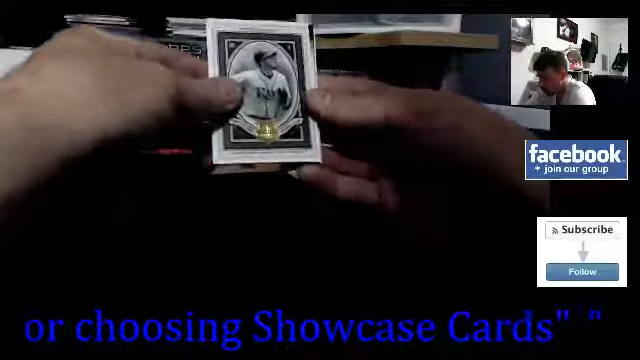 facebook
+ join our group
Subscribe
Follow
or choosing Showcase Cards" "